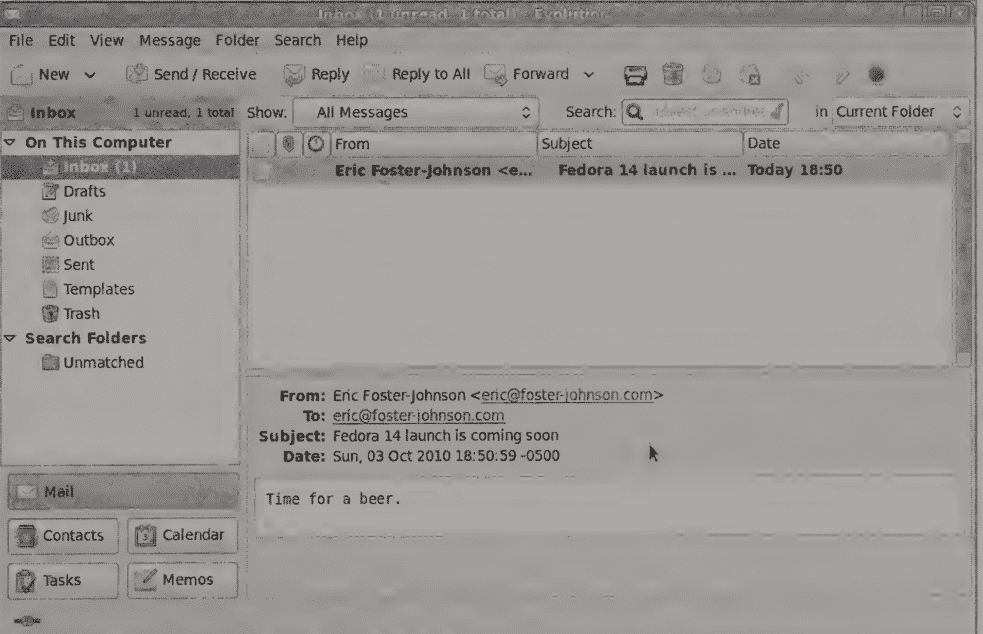 Inbox (1 unread, 1 total) - Evolution
File Edit View Message Folder Search Help
New Send / Receive Reply Reply to All Forward
Inbox 1 unread, 1 total Show: All Messages Search: in Current Folder
On This Computer
Inbox (1)
Drafts
Junk
Outbox
Sent
Templates
Trash
Search Folders
Unmatched
From Subject Date
Eric Foster-Johnson <e... Fedora 14 launch is ... Today 18:50
From: Eric Foster-Johnson <eric@foster-johnson.com>
To: eric@foster-johnson.com
Subject: Fedora 14 launch is coming soon
Date: Sun, 03 Oct 2010 18:50:59 -0500
Time for a beer.
Mail
Contacts Calendar
Tasks Memos